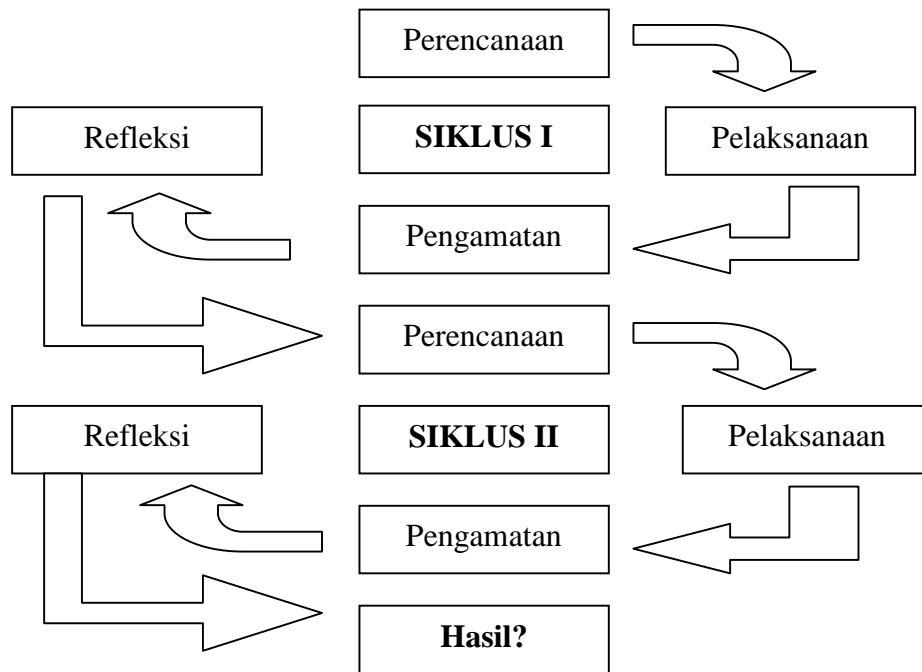 Perencanaan
Refleksi
SIKLUS I
Pelaksanaan
Pengamatan
Perencanaan
Refleksi
SIKLUS II
Pelaksanaan
Pengamatan
Hasil?